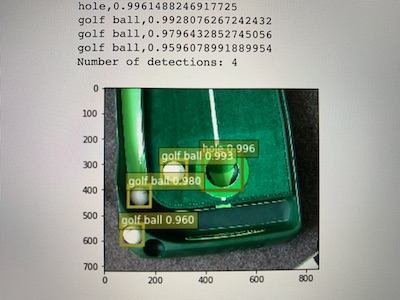 hole,0.9961488246917725
golf ball,0.9928076267242432
golf ball,0.9796432852745056
golf ball,0.9596078991889954
Number of detections: 4
0
100
200
300
400
500
600
700
hole 0.996
golf ball 0.993
golf ball 0.980
golf ball 0.960
0
200
400
600
800